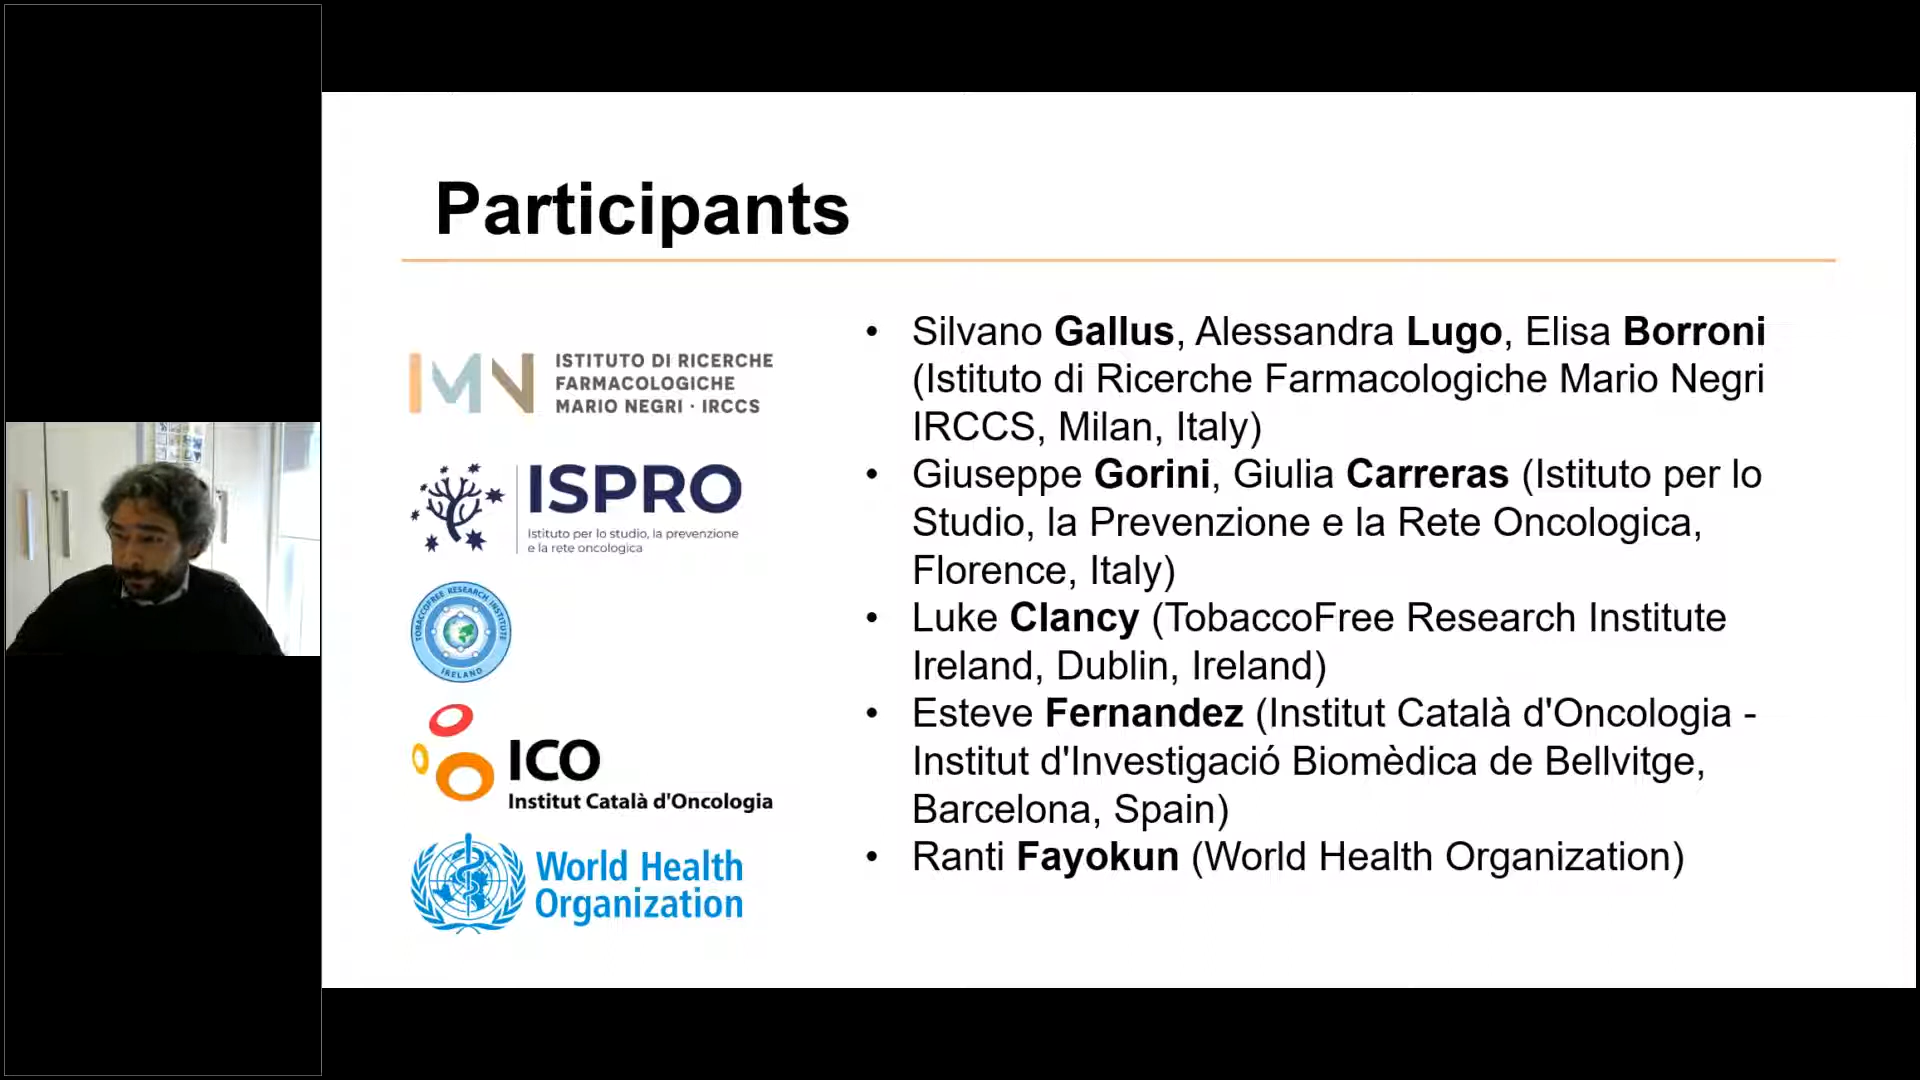 Participants
ISTITUTO DI RICERCHE
FARMACOLOGICHE
MARIO NEGRI · IRCCS
ISPRO
Istituto per lo studio, la prevenzione
e la rete oncologica
TOBACCOFREE RESEARCH INSTITUTE
IRELAND
ICO
Institut Català d'Oncologia
World Health
Organization
• Silvano Gallus, Alessandra Lugo, Elisa Borroni
(Istituto di Ricerche Farmacologiche Mario Negri
IRCCS, Milan, Italy)
• Giuseppe Gorini, Giulia Carreras (Istituto per lo
Studio, la Prevenzione e la Rete Oncologica,
Florence, Italy)
• Luke Clancy (TobaccoFree Research Institute
Ireland, Dublin, Ireland)
• Esteve Fernandez (Institut Català d'Oncologia -
Institut d'Investigació Biomèdica de Bellvitge,
Barcelona, Spain)
• Ranti Fayokun (World Health Organization)